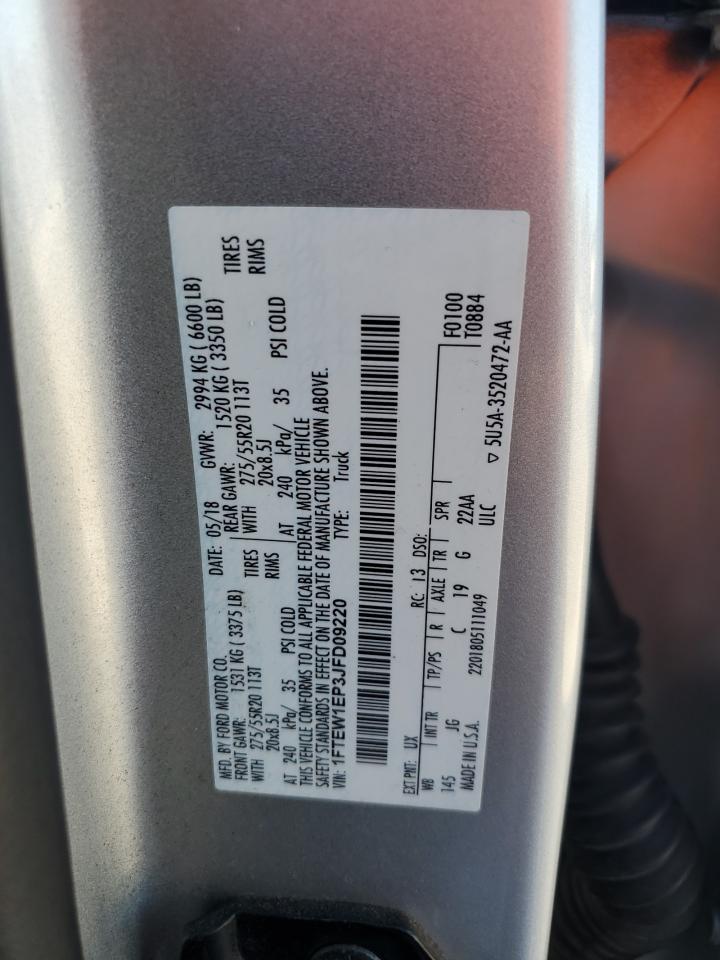 MFD. BY FORD MOTOR CO. DATE: 05/18 GVWR: 2994 KG ( 6600 LB)
FRONT GAWR: 1531 KG ( 3375 LB) REAR GAWR: 1520 KG ( 3350 LB)
WITH 275/55R20 113T TIRES WITH 275/55R20 113T TIRES
20x8.5J RIMS 20x8.5J RIMS
AT 240 kPa/ 35 PSI COLD AT 240 kPa/ 35 PSI COLD
THIS VEHICLE CONFORMS TO ALL APPLICABLE FEDERAL MOTOR VEHICLE
SAFETY STANDARDS IN EFFECT ON THE DATE OF MANUFACTURE SHOWN ABOVE.
VIN: 1FTEW1EP3JFD09220 TYPE: Truck
EXT PNT: UX RC: 13 DSO: F0100
WB INT TR TP/PS R AXLE TR SPR T0884
145 JG C 19 G 22AA
MADE IN U.S.A. 2201805111049 ULC ▽ 5U5A-3520472-AA